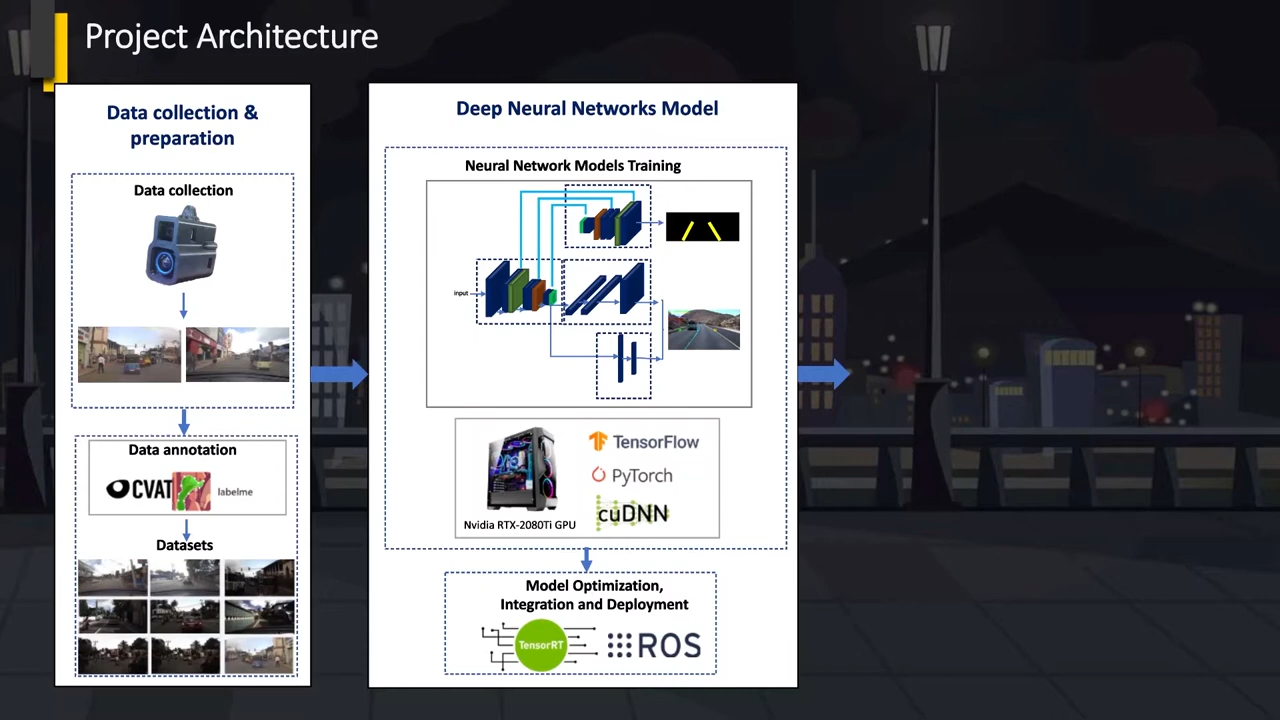 Project Architecture
Data collection &
preparation
Data collection
Data annotation
CVAT
labelme
Datasets
Deep Neural Networks Model
Neural Network Models Training
input
TensorFlow
PyTorch
cuDNN
Nvidia RTX-2080Ti GPU
Model Optimization,
Integration and Deployment
TensorRT
ROS